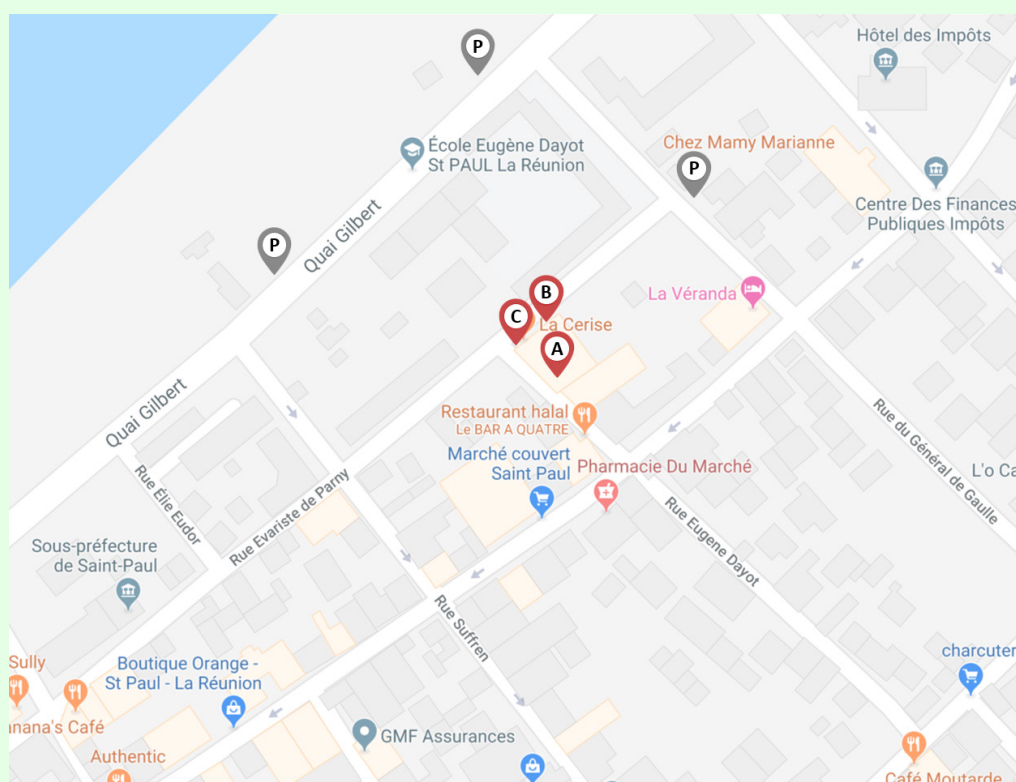 Hôtel des Impôts
P
École Eugène Dayot
St PAUL La Réunion
Chez Mamy Marianne
P
Centre Des Finances
Publiques Impôts
Quai Gilbert
P
La Véranda
B
C
La Cerise
A
Quai Gilbert
Restaurant halal
Le BAR A QUATRE
Marché couvert
Saint Paul
Pharmacie Du Marché
Rue du Général de Gaulle
L'o Ca
Rue Élie Eudor
Rue Evariste de Parny
Rue Eugene Dayot
Sous-préfecture
de Saint-Paul
Rue Suffren
Sully
Boutique Orange -
St Paul - La Réunion
charcuter
anana's Café
GMF Assurances
Authentic
Café Moutarde